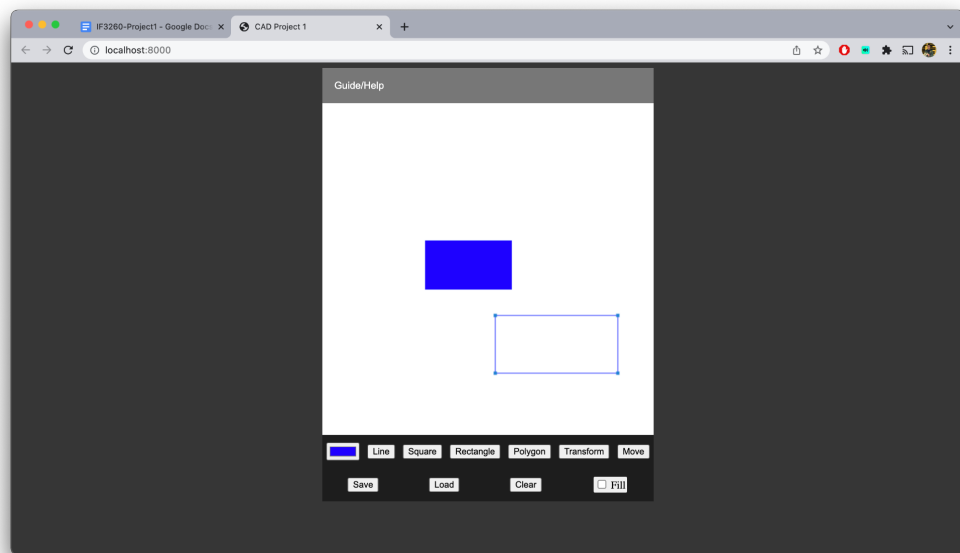 IF3260-Project1 - Google Docs
CAD Project 1
localhost:8000
Guide/Help
Line Square Rectangle Polygon Transform Move
Save Load Clear Fill